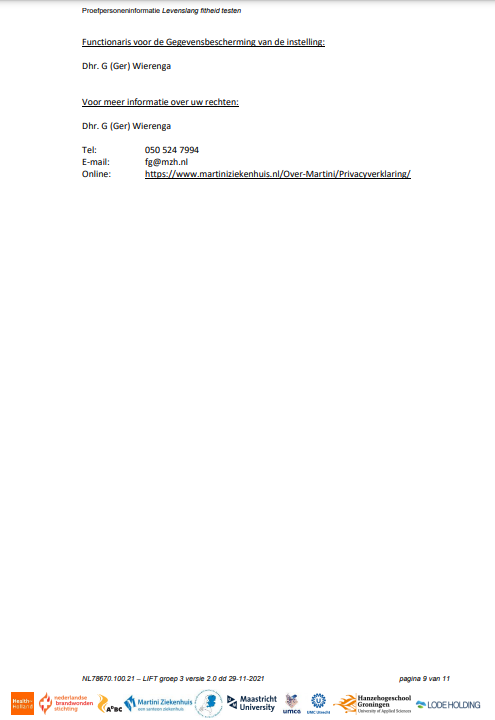 Proefpersoneninformatie Levenslang fitheid testen
Functionaris voor de Gegevensbescherming van de instelling:
Dhr. G (Ger) Wierenga
Voor meer informatie over uw rechten:
Dhr. G (Ger) Wierenga
Tel: 050 524 7994
E-mail: fg@mzh.nl
Online: https://www.martiniziekenhuis.nl/Over-Martini/Privacyverklaring/
NL78670.100.21 – LIFT groep 3 versie 2.0 dd 29-11-2021 pagina 9 van 11
Health~
Holland
nederlandse
brandwonden
stichting
ADBC
Martini Ziekenhuis
een santeon ziekenhuis
Maastricht
University
umcg
UMC Utrecht
Hanzehogeschool
Groningen
University of Applied Sciences
LODEHOLDING